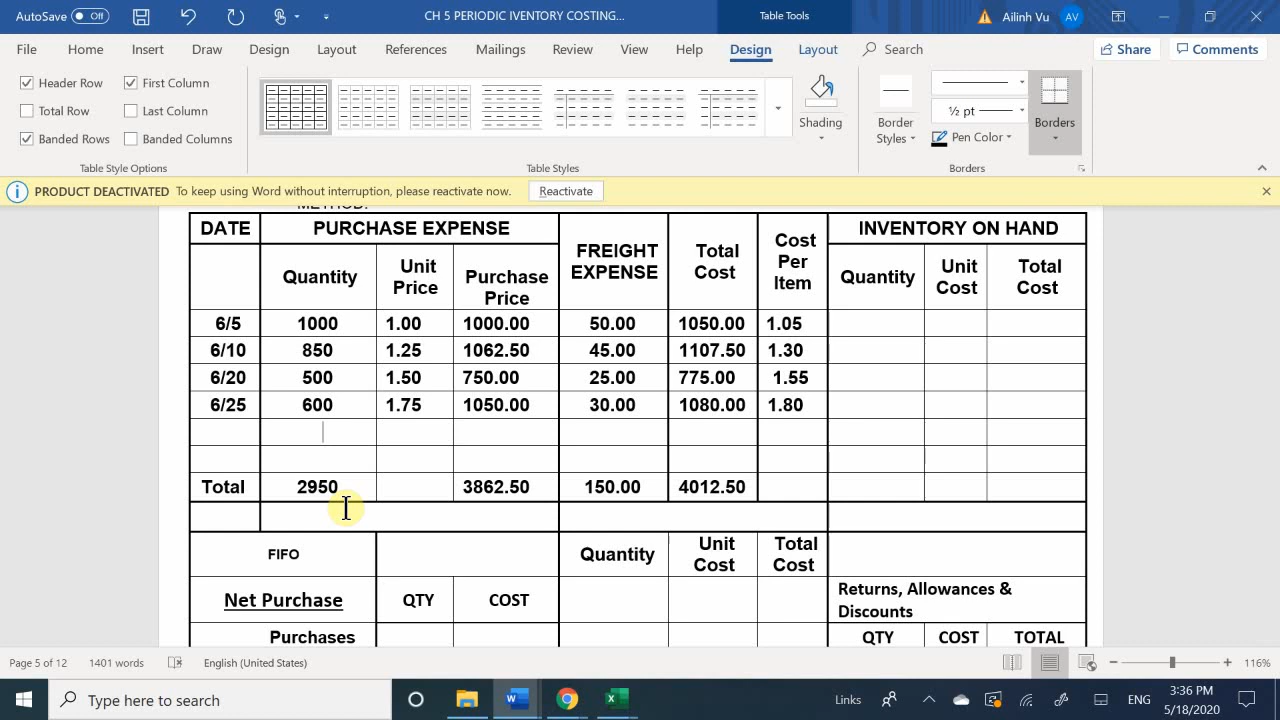 AutoSave Off CH 5 PERIODIC IVENTORY COSTING... Table Tools Ailinh Vu AV
File Home Insert Draw Design Layout References Mailings Review View Help Design Layout Search Share Comments
Header Row First Column
Total Row Last Column
Banded Rows Banded Columns
Table Style Options
Table Styles
Shading
Border Styles
½ pt
Pen Color
Borders
Borders
PRODUCT DEACTIVATED To keep using Word without interruption, please reactivate now. Reactivate
METHOD:
DATE PURCHASE EXPENSE FREIGHT EXPENSE Total Cost Cost Per Item INVENTORY ON HAND
Quantity Unit Price Purchase Price Quantity Unit Cost Total Cost
6/5 1000 1.00 1000.00 50.00 1050.00 1.05
6/10 850 1.25 1062.50 45.00 1107.50 1.30
6/20 500 1.50 750.00 25.00 775.00 1.55
6/25 600 1.75 1050.00 30.00 1080.00 1.80
Total 2950 3862.50 150.00 4012.50
FIFO Quantity Unit Cost Total Cost
Net Purchase QTY COST Returns, Allowances & Discounts
Purchases QTY COST TOTAL
Page 5 of 12 1401 words English (United States) 116%
Type here to search Links ENG 3:36 PM
5/18/2020